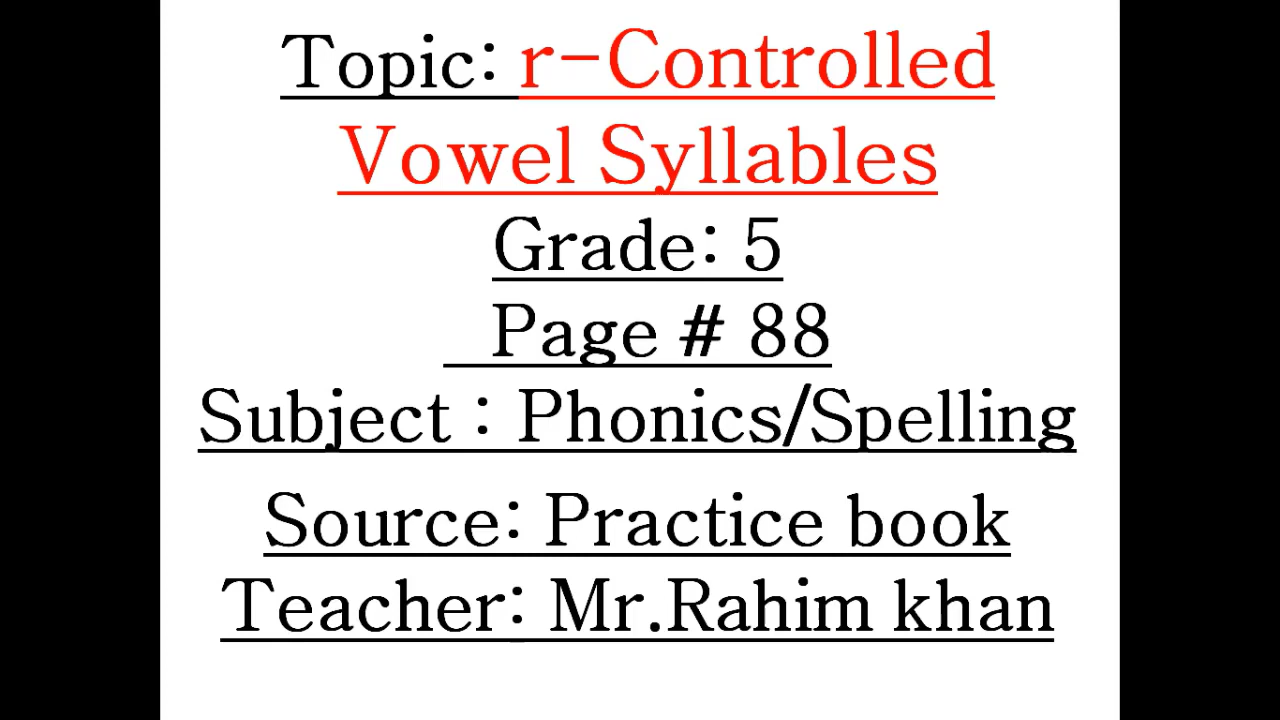 Topic: r-Controlled
Vowel Syllables
Grade: 5
Page # 88
Subject : Phonics/Spelling
Source: Practice book
Teacher: Mr.Rahim khan